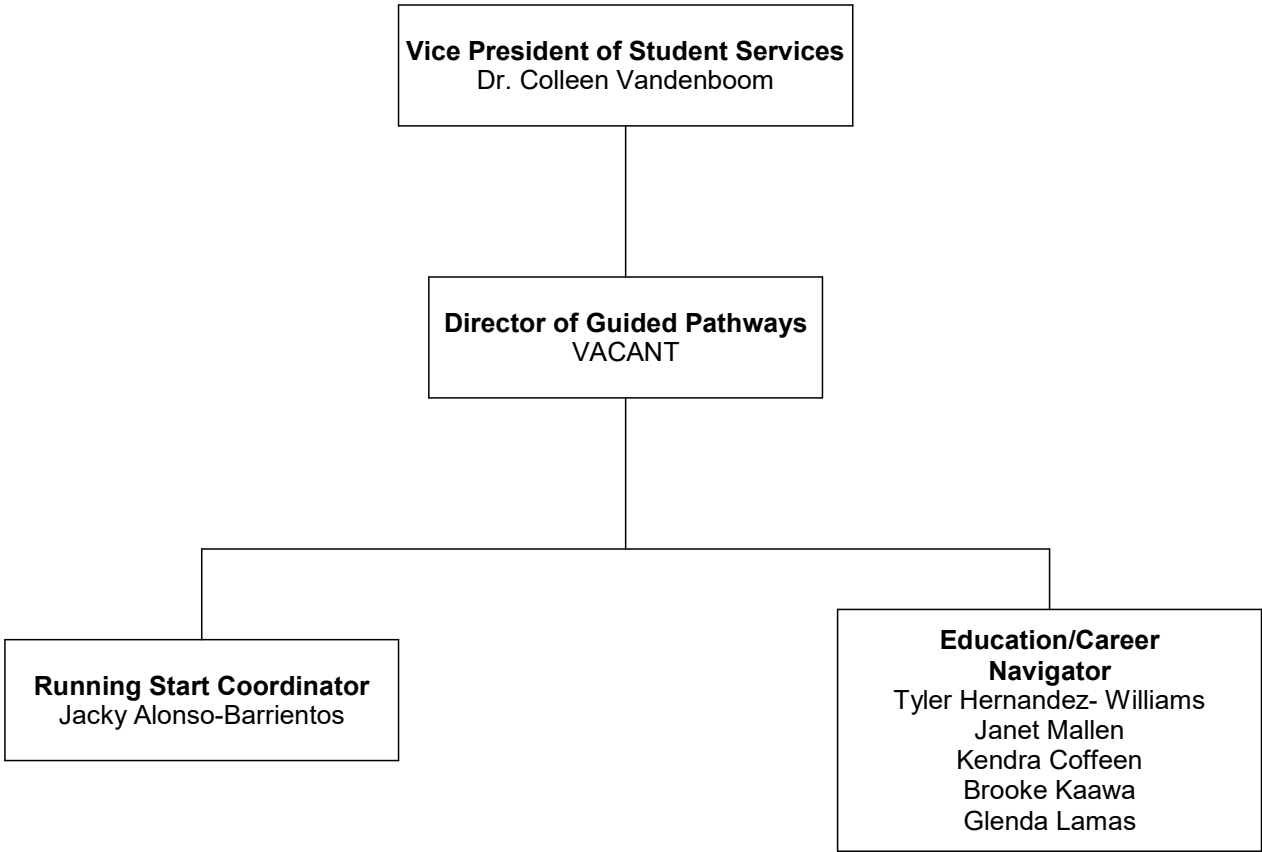 Vice President of Student Services
Dr. Colleen Vandenboom
Director of Guided Pathways
VACANT
Running Start Coordinator
Jacky Alonso-Barrientos
Education/Career
Navigator
Tyler Hernandez- Williams
Janet Mallen
Kendra Coffeen
Brooke Kaawa
Glenda Lamas